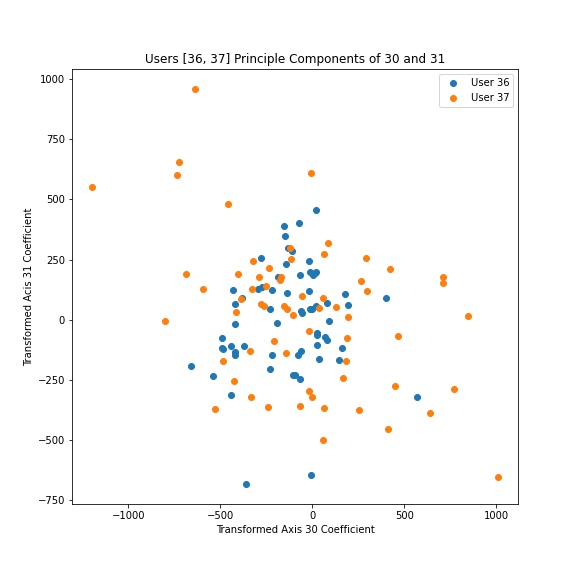 Users [36, 37] Principle Components of 30 and 31
User 36
User 37
1000
750
500
250
0
−250
−500
−750
Transformed Acis 31 Coefficient
−1000
−500
0
500
1000
Transformed Axis 30 Coefficient